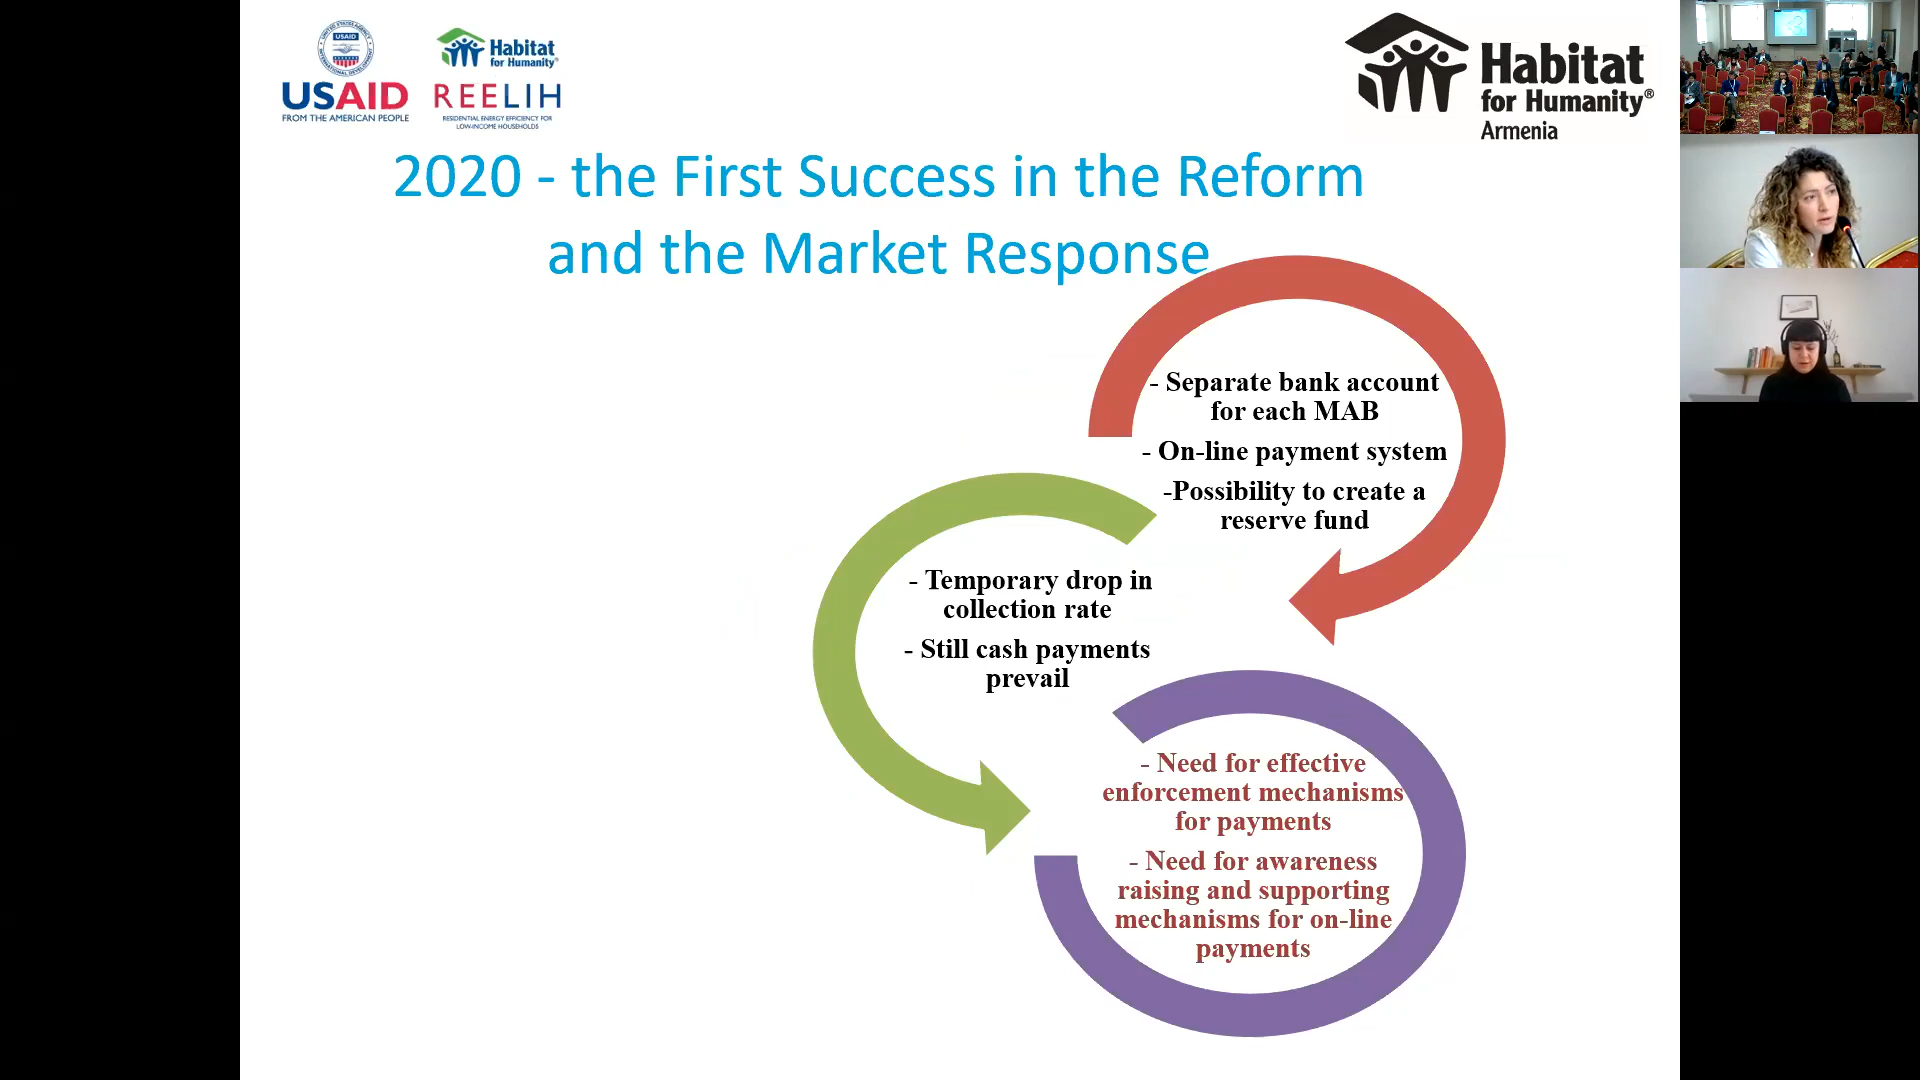 USAID
FROM THE AMERICAN PEOPLE
Habitat
for Humanity®
REELIH
RESIDENTIAL ENERGY EFFICIENCY FOR
LOW-INCOME HOUSEHOLDS
Habitat
for Humanity®
Armenia
2020 - the First Success in the Reform
and the Market Response
- Separate bank account
for each MAB
- On-line payment system
-Possibility to create a
reserve fund
- Temporary drop in
collection rate
- Still cash payments
prevail
- Need for effective
enforcement mechanisms
for payments
- Need for awareness
raising and supporting
mechanisms for on-line
payments